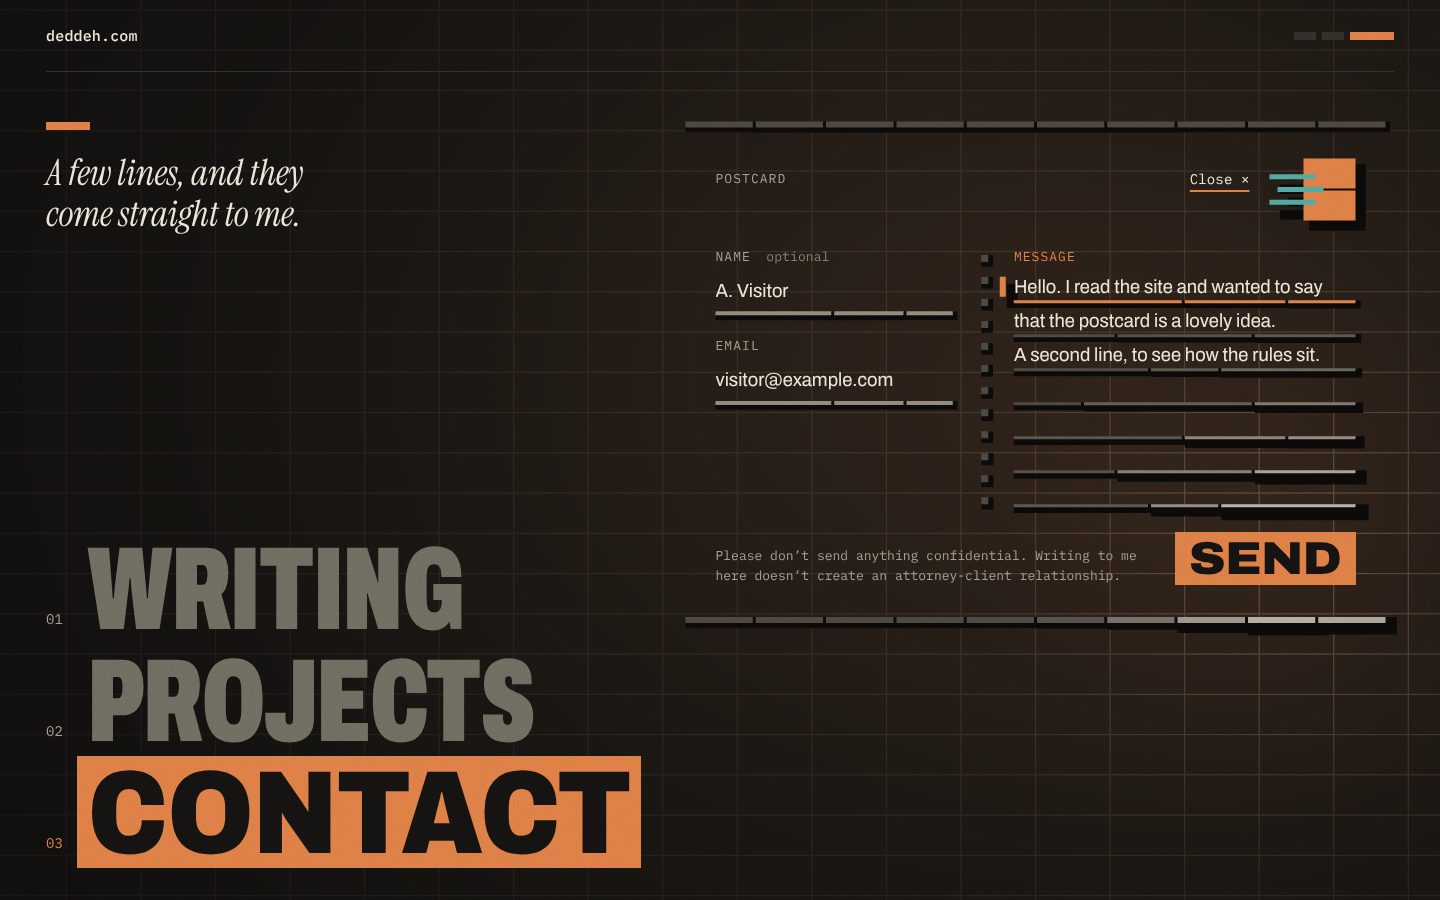 deddeh.com
A few lines, and they
come straight to me.
POSTCARD
Close ×
NAME optional
A. Visitor
EMAIL
visitor@example.com
MESSAGE
Hello. I read the site and wanted to say
that the postcard is a lovely idea.
A second line, to see how the rules sit.
Please don’t send anything confidential. Writing to me
here doesn’t create an attorney-client relationship.
SEND
01 WRITING
02 PROJECTS
03 CONTACT